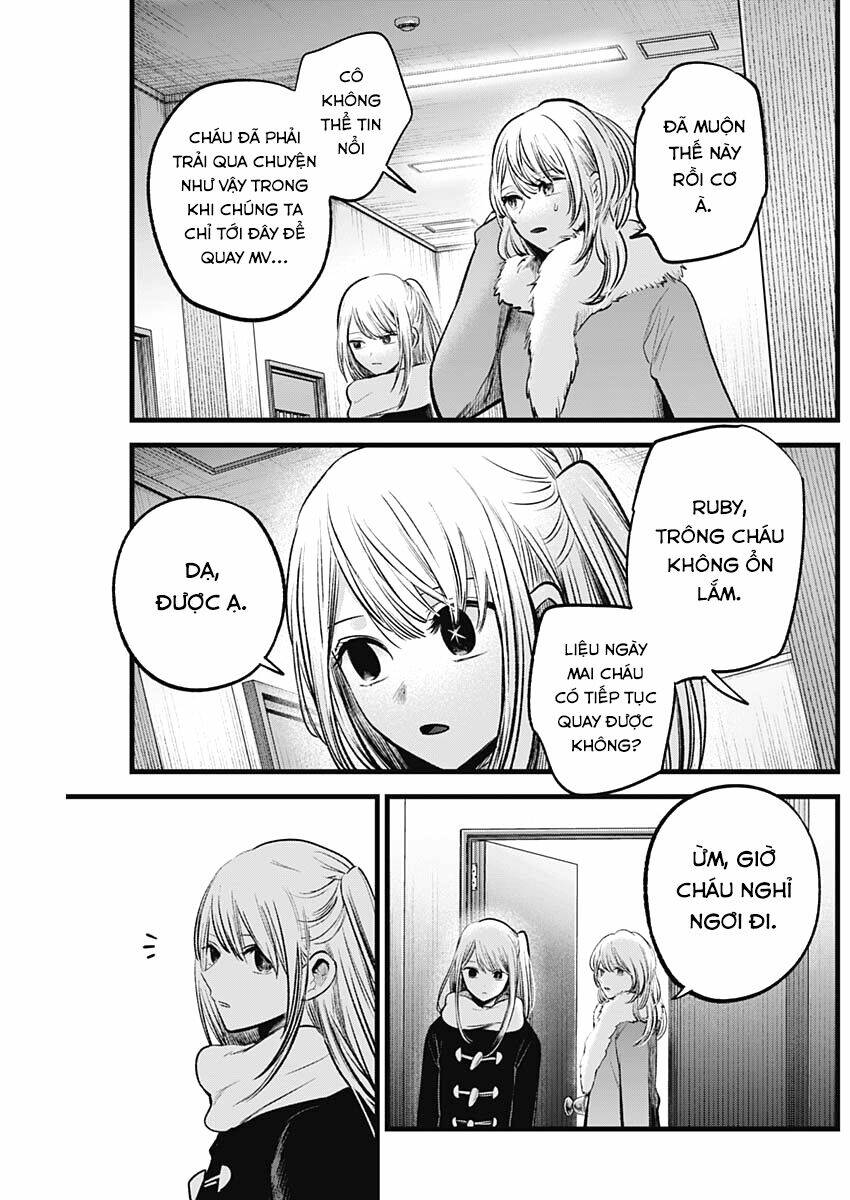 ĐÃ MUỘN
THẾ NÀY
RỒI CƠ
À.
CÔ
KHÔNG
THỂ TIN
NỔI
CHÁU ĐÃ PHẢI
TRẢI QUA CHUYỆN
NHƯ VẬY TRONG
KHI CHÚNG TA
CHỈ TỚI ĐÂY ĐỂ
QUAY MV...
RUBY,
TRÔNG CHÁU
KHÔNG ỔN
LẮM.
LIỆU NGÀY
MAI CHÁU
CÓ TIẾP TỤC
QUAY ĐƯỢC
KHÔNG?
DẠ,
ĐƯỢC Ạ.
ỪM, GIỜ
CHÁU NGHỈ
NGƠI ĐI.